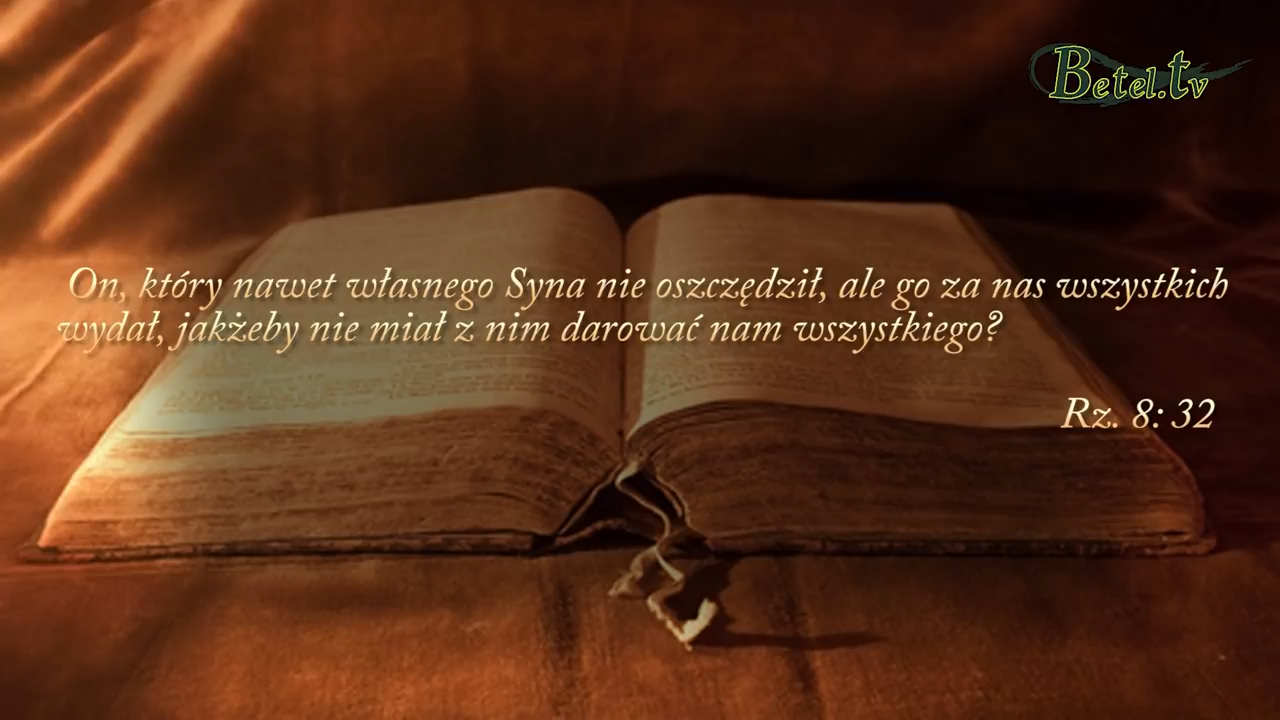 Betel.tv
On, który nawet własnego Syna nie oszczędził, ale go za nas wszystkich
wydał, jakżeby nie miał z nim darować nam wszystkiego?
Rz. 8: 32